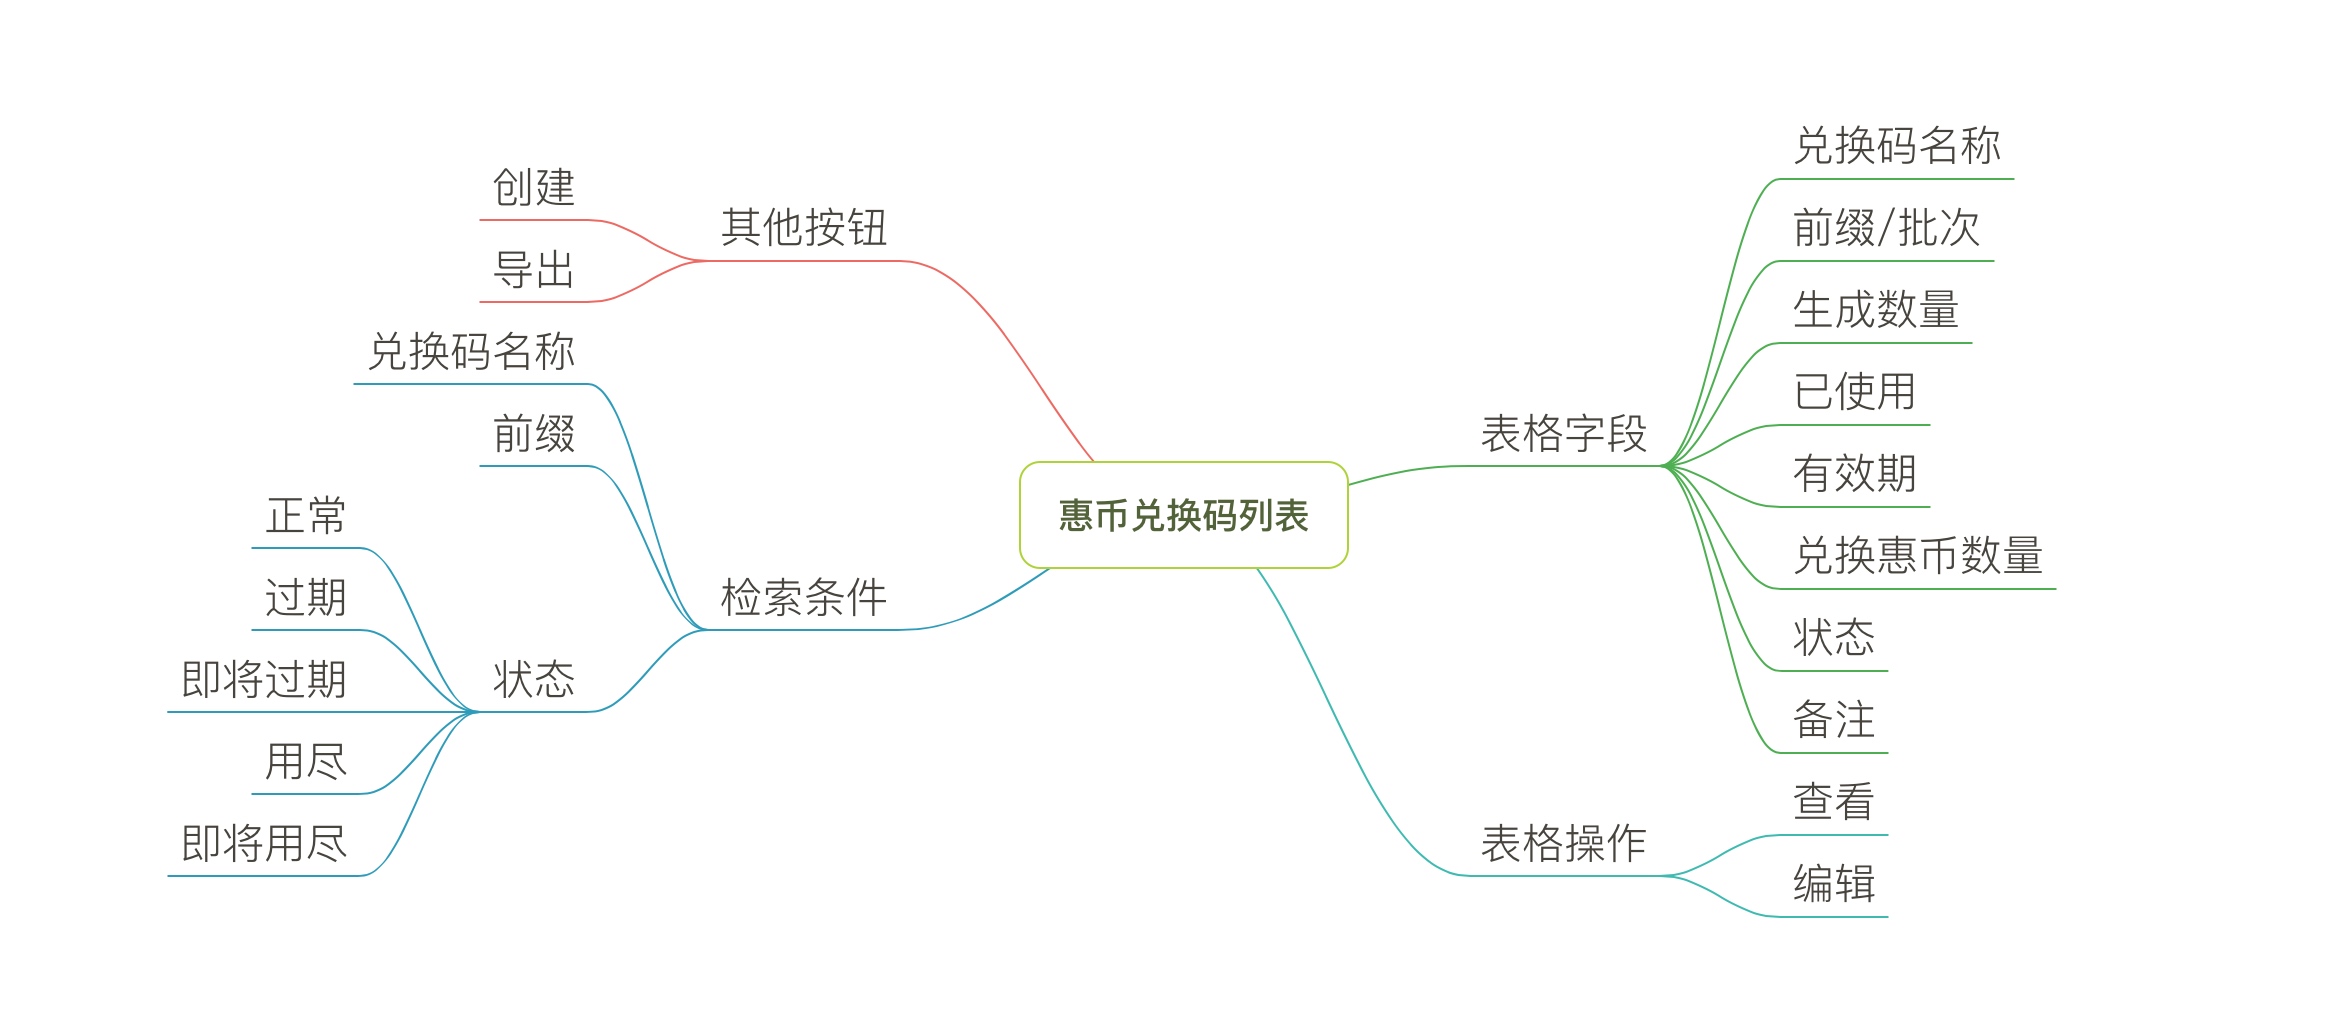 惠币兑换码列表
表格字段
兑换码名称
前缀/批次
生成数量
已使用
有效期
兑换惠币数量
状态
备注
表格操作
查看
编辑
其他按钮
创建
导出
检索条件
兑换码名称
前缀
状态
正常
过期
即将过期
用尽
即将用尽